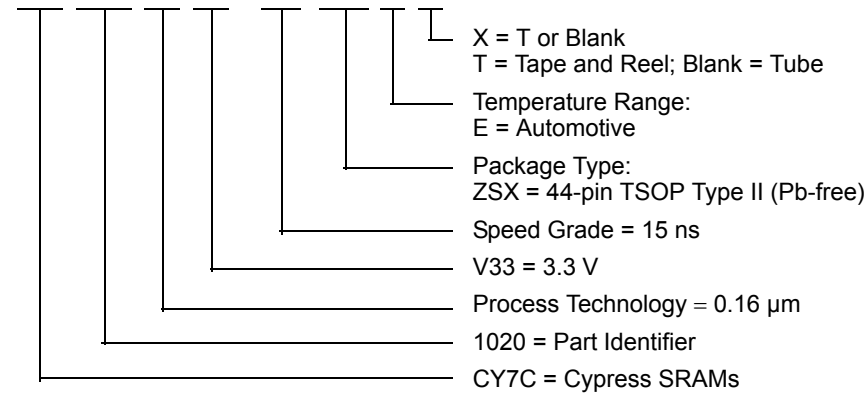 X = T or Blank
T = Tape and Reel; Blank = Tube
Temperature Range:
E = Automotive
Package Type:
ZSX = 44-pin TSOP Type II (Pb-free)
Speed Grade = 15 ns
V33 = 3.3 V
Process Technology = 0.16 µm
1020 = Part Identifier
CY7C = Cypress SRAMs